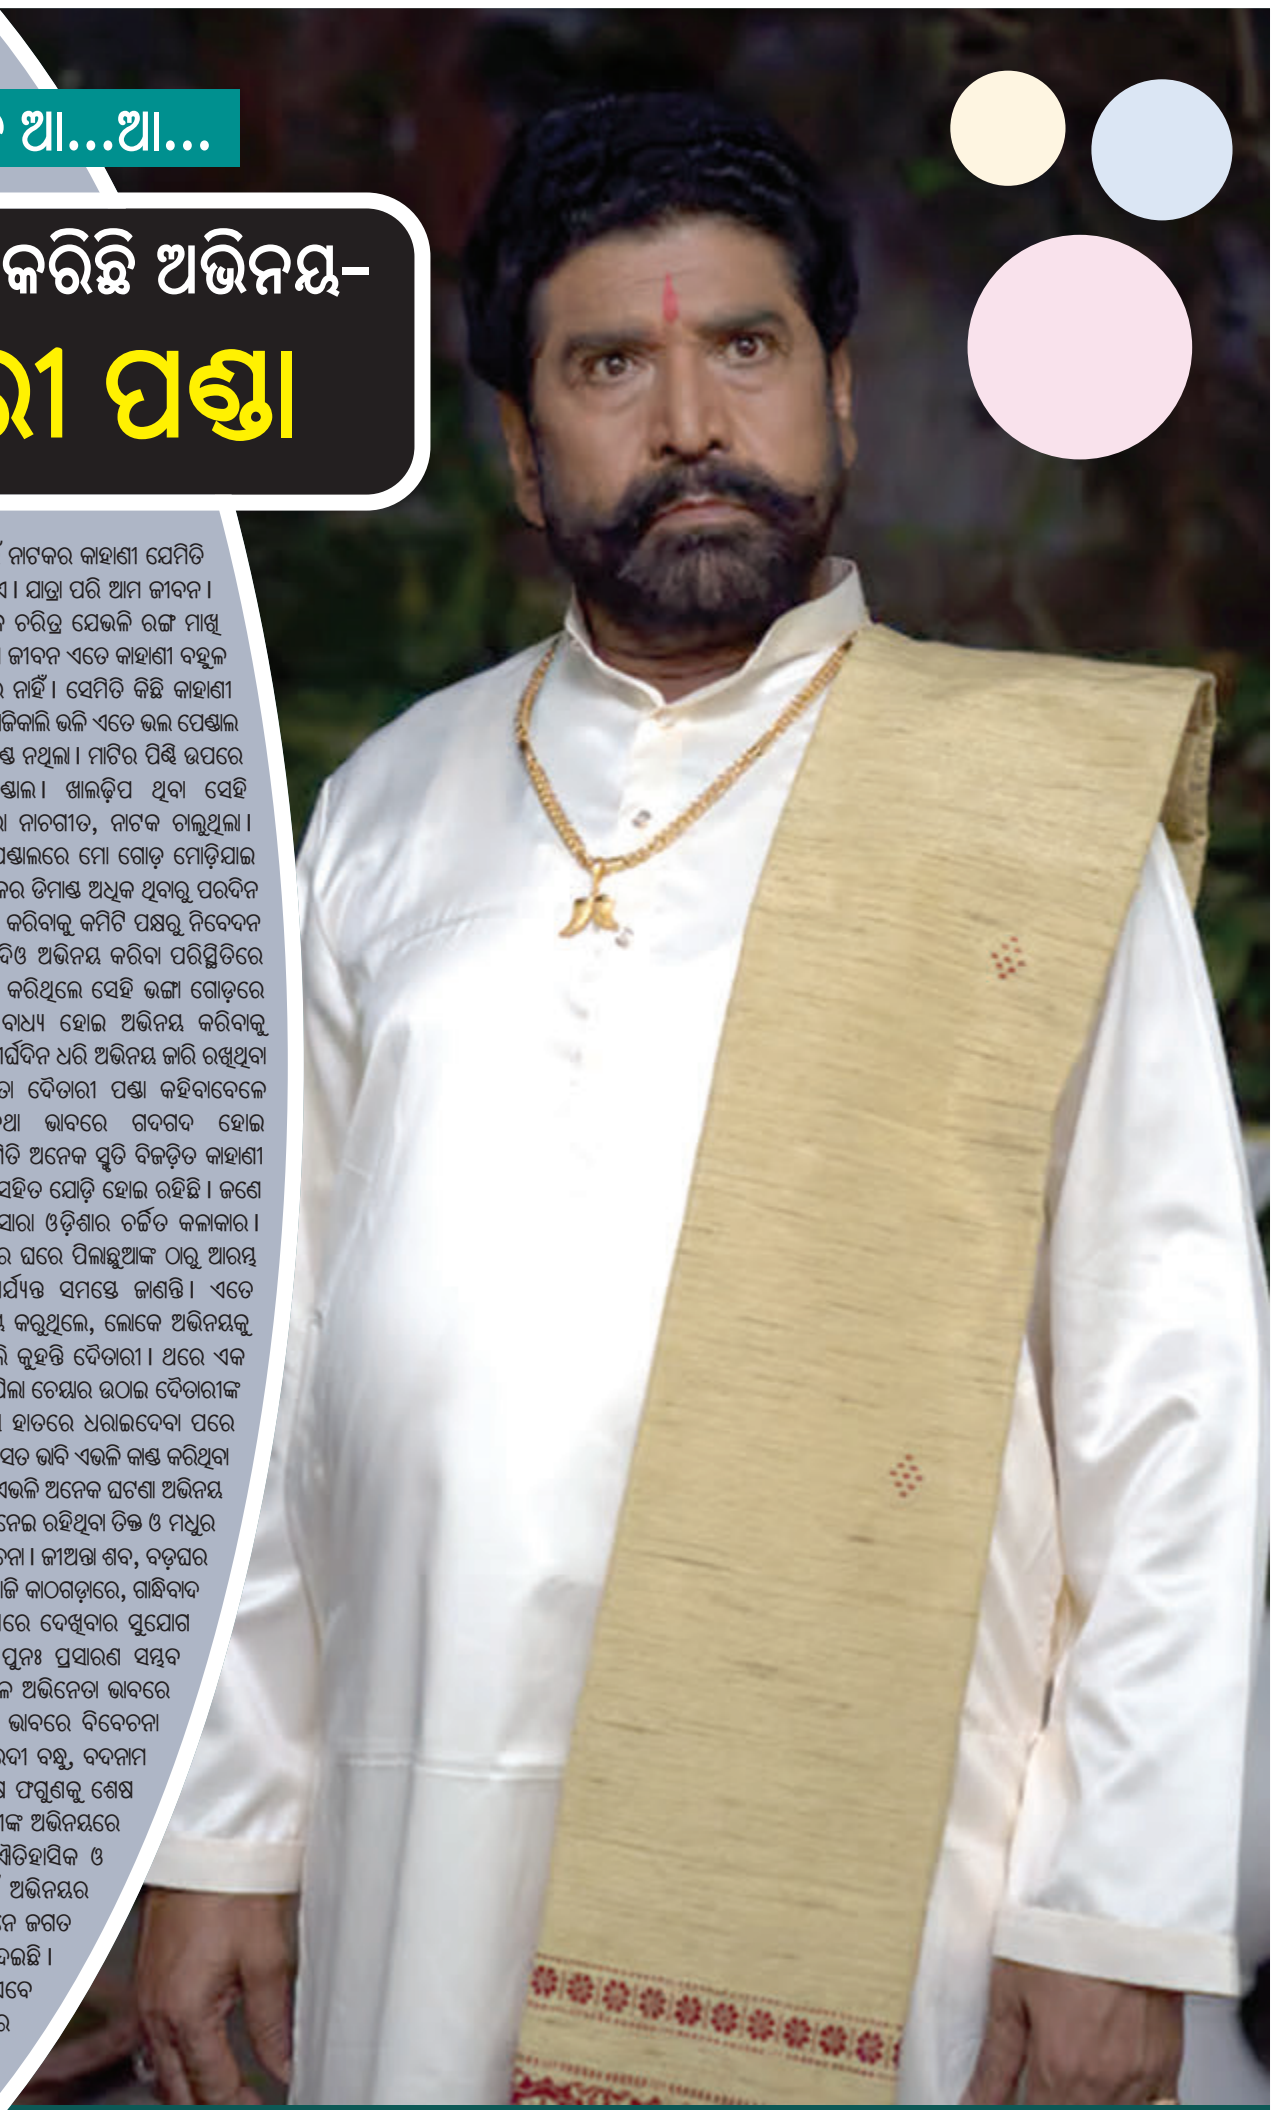 ଆ...ଆ...
କରିଛି ଅଭିନୟ-
ପଣ୍ଡା
ନାଟକର କାହାଣୀ ଯେମିତି
। ଯାତ୍ରା ପରି ଆମ ଜୀବନ।
ଚରିତ୍ର ଯେଭଳି ରଙ୍ଗ ମାଖି
ଜୀବନ ଏତେ କାହାଣୀ ବହୁଳ
ନାହିଁ। ସେମିତି କିଛି କାହାଣୀ
ଭଳି ଏତେ ଭଲ ପେଣ୍ଡାଲ
ନଥିଲା। ମାଟିର ପିଣ୍ଢି ଉପରେ
ଖାଲଢ଼ିପ ଥିବା ସେହି
ନାଚଗୀତ, ନାଟକ ଚାଲୁଥିଲା।
ମୋ ଗୋଡ଼ ମୋଡ଼ିଯାଇ
ଡିମାଣ୍ଡ ଅଧିକ ଥିବାରୁ ପରଦିନ
କରିବାକୁ କମିଟି ପକ୍ଷରୁ ନିବେଦନ
ଅଭିନୟ କରିବା ପରିସ୍ଥିତିରେ
କରିଥିଲେ ସେହି ଭଙ୍ଗା ଗୋଡ଼ରେ
ବାଧ୍ୟ ହୋଇ ଅଭିନୟ କରିବାକୁ
ଧରି ଅଭିନୟ ଜାରି ରଖିଥିବା
ଦୈତାରୀ ପଣ୍ଡା କହିବାବେଳେ
ଭାବରେ ଗଦଗଦ ହୋଇ
ଅନେକ ସ୍ମୃତି ବିଜଡ଼ିତ କାହାଣୀ
ସହିତ ଯୋଡ଼ି ହୋଇ ରହିଛି। ଜଣେ
ସାରା ଓଡ଼ିଶାର ଚର୍ଚ୍ଚିତ କଳାକାର।
ଘରେ ପିଲାଛୁଆଙ୍କ ଠାରୁ ଆରମ୍ଭ
ସମସ୍ତେ ଜାଣନ୍ତି। ଏତେ
କରୁଥିଲେ, ଲୋକେ ଅଭିନୟକୁ
କୁହନ୍ତି ଦୈତାରୀ। ଥରେ ଏକ
ଚେୟାର ଉଠାଇ ଦୈତାରୀଙ୍କ
ହାତରେ ଧରାଇଦେବା ପରେ
ସତ ଭାବି ଏଭଳି କାଣ୍ଡ କରିଥିବା
ଏଭଳି ଅନେକ ଘଟଣା ଅଭିନୟ
ନେଇ ରହିଥିବା ତିକ୍ତ ଓ ମଧୁର
। ଜୀଅନ୍ତା ଶବ, ବଡ଼ଘର
କାଠଗଡ଼ାରେ, ଗାନ୍ଧିବାଦ
ଦେଖିବାର ସୁଯୋଗ
ପୁନଃ ପ୍ରସାରଣ ସମ୍ଭବ
ଅଭିନେତା ଭାବରେ
ଭାବରେ ବିବେଚନା
ବନ୍ଧୁ, ବଦନାମ
ଫଗୁଣକୁ ଶେଷ
ଅଭିନୟରେ
ଐତିହାସିକ ଓ
ଅଭିନୟର
ଜଗତ